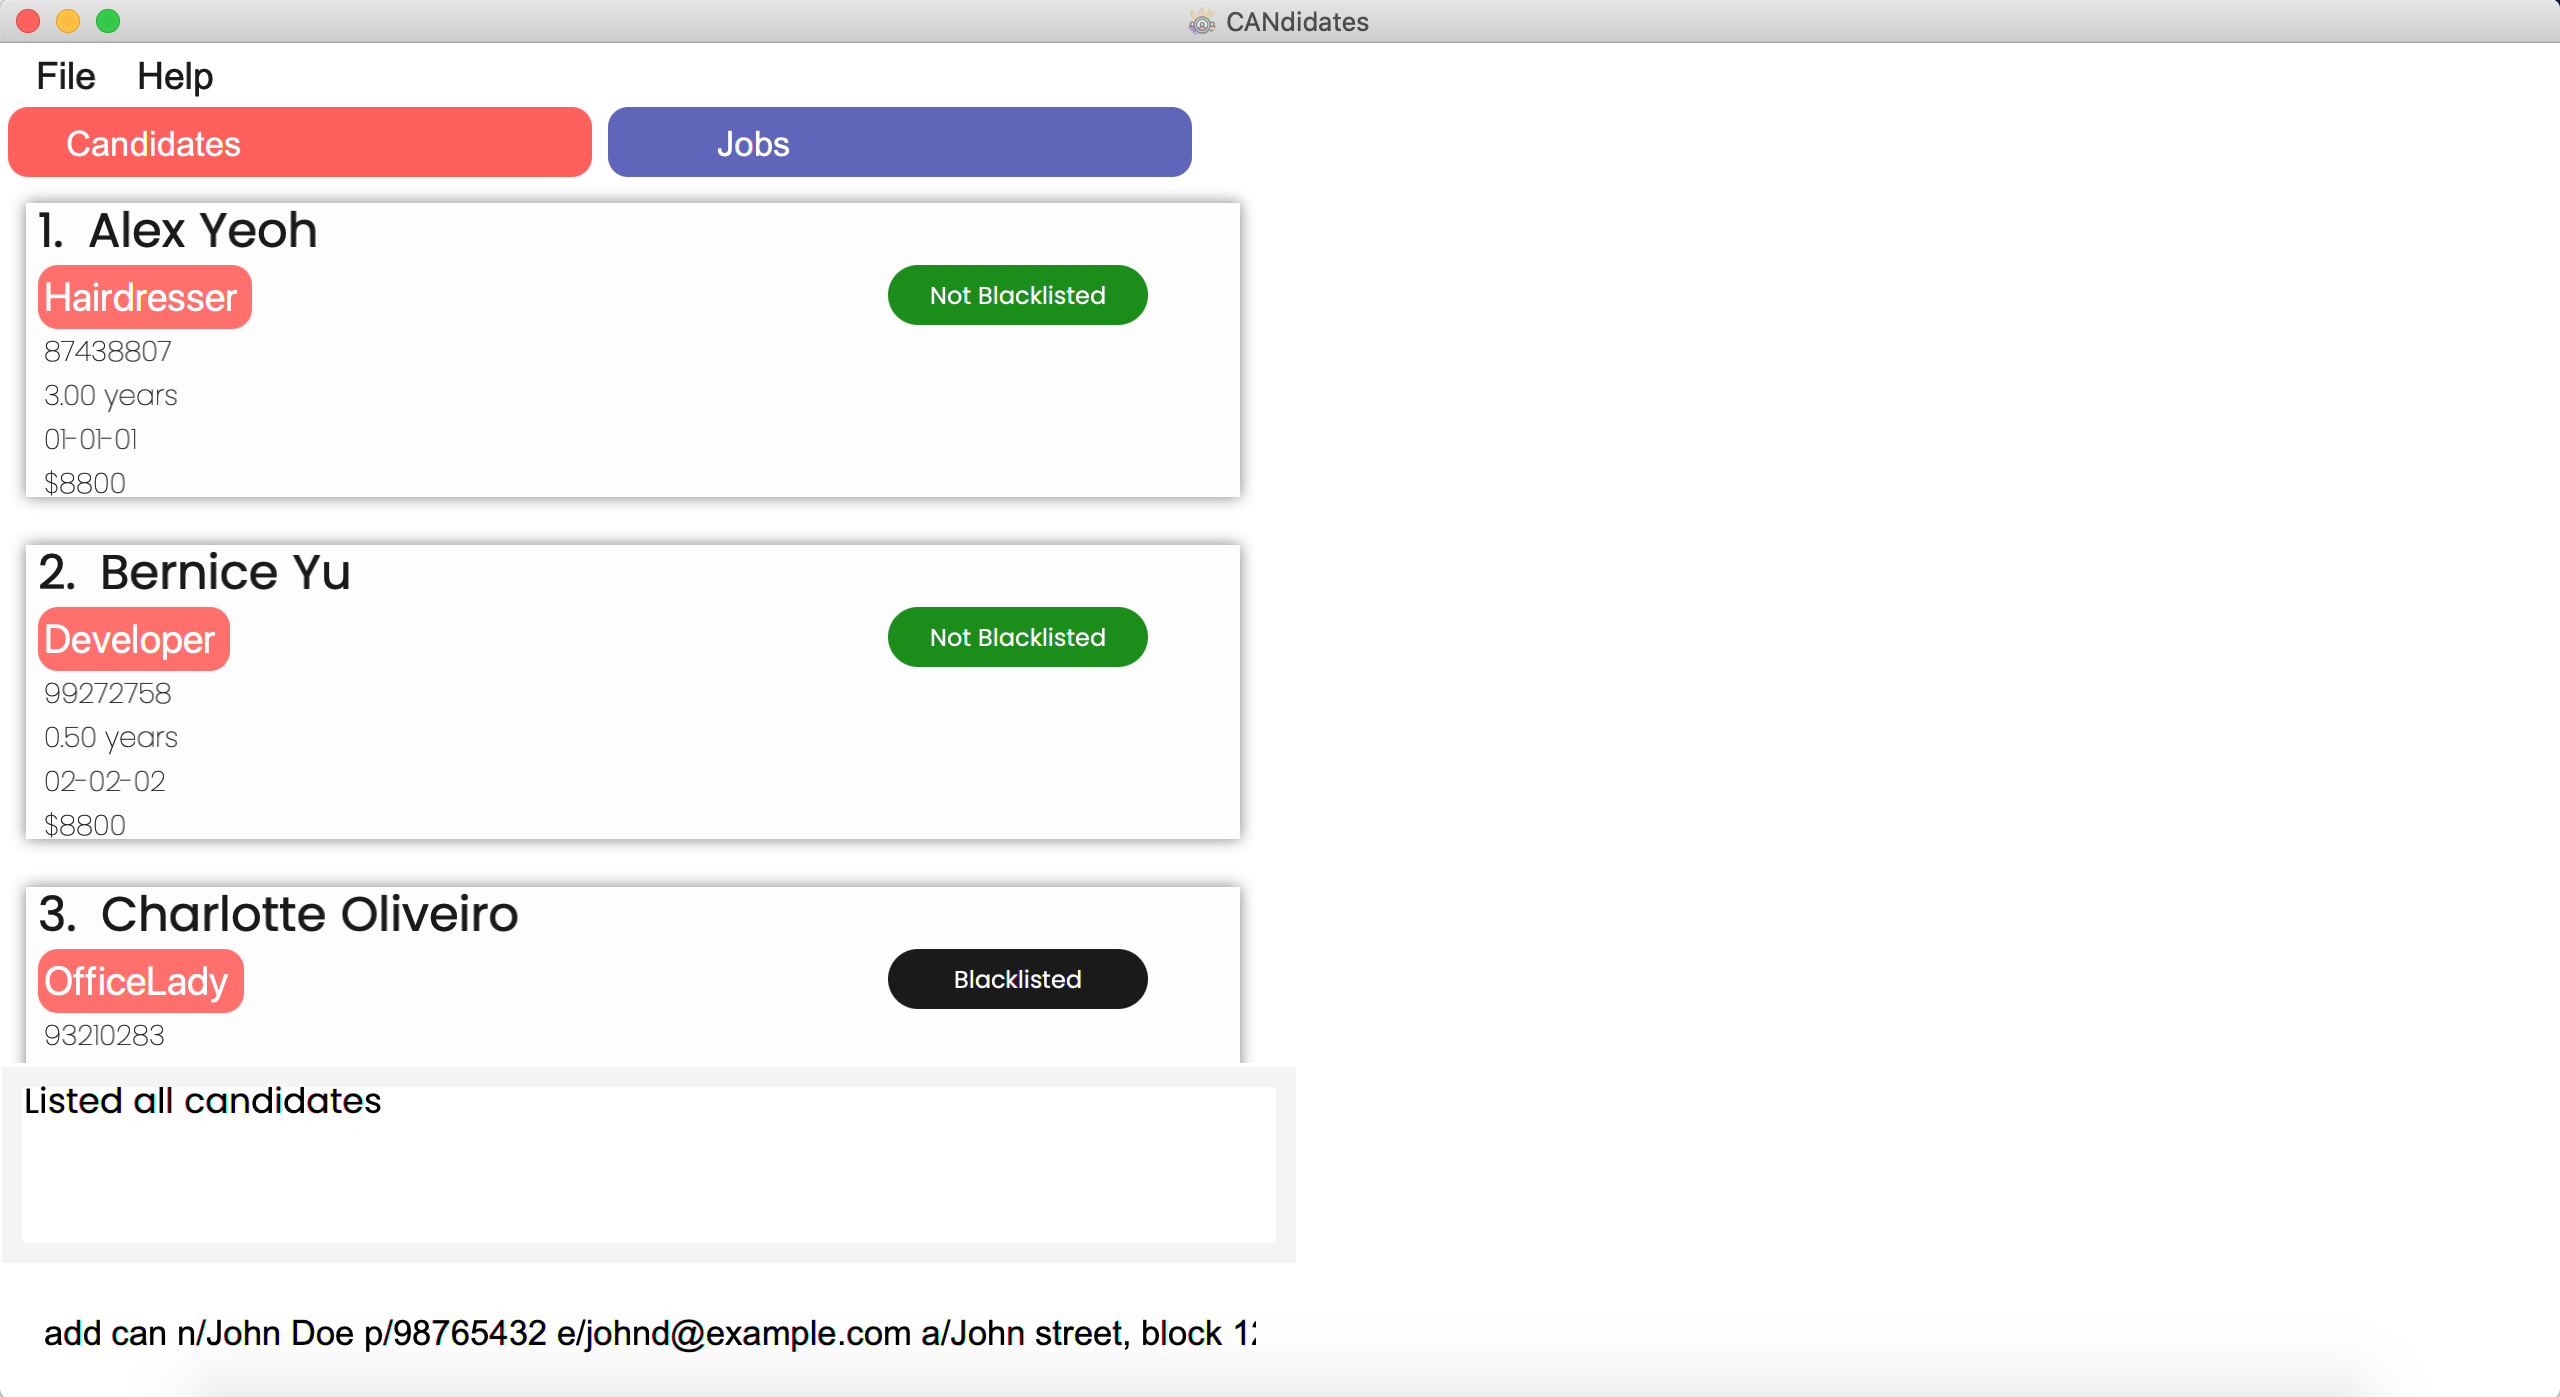 CANdidates
File Help
Candidates Jobs
1. Alex Yeoh
Hairdresser Not Blacklisted
87438807
3.00 years
01-01-01
$8800
2. Bernice Yu
Developer Not Blacklisted
99272758
0.50 years
02-02-02
$8800
3. Charlotte Oliveiro
OfficeLady Blacklisted
93210283
Listed all candidates
add can n/John Doe p/98765432 e/johnd@example.com a/John street, block